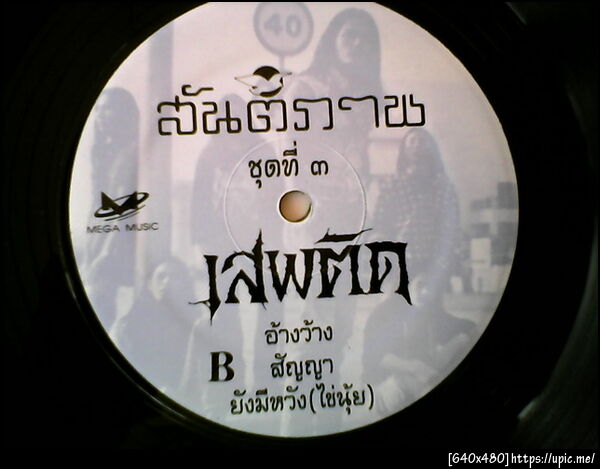 40
สันติภาพ
ชุดที่ ๓
MEGA MUSIC
เสพติด
อ้างว้าง
B สัญญา
ยังมีหวัง(ไข่นุ้ย)
[640x480]https://upic.me/